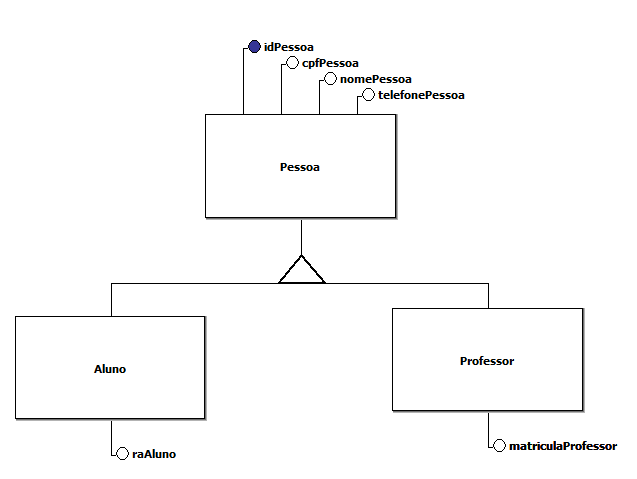 idPessoa
cpfPessoa
nomePessoa
telefonePessoa
Pessoa
Aluno
Professor
raAluno
matriculaProfessor